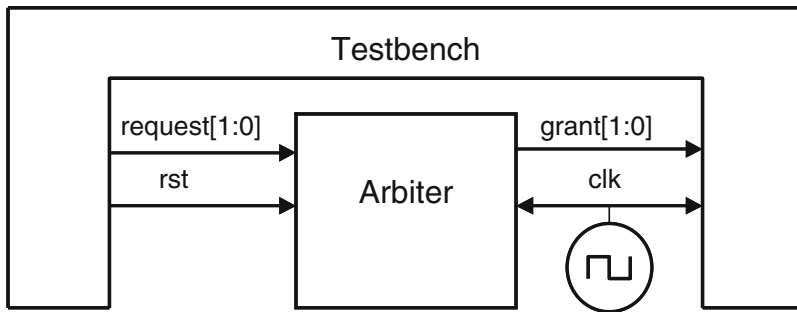 Testbench
request[1:0]
grant[1:0]
rst
Arbiter
clk